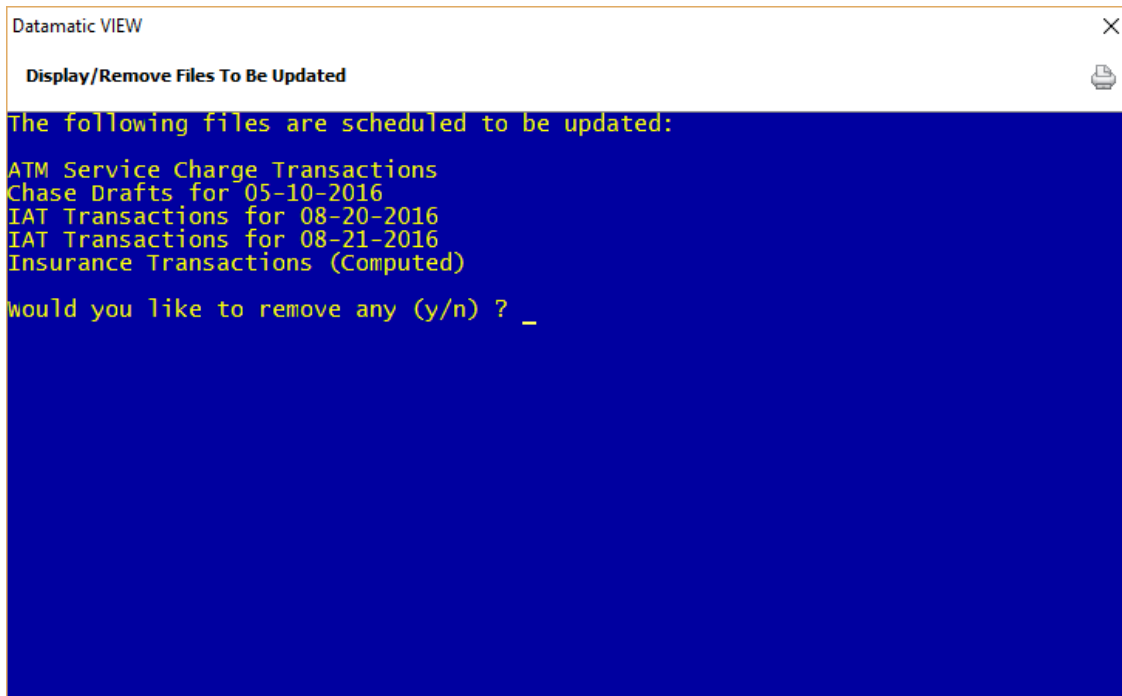 Datamatic VIEW
Display/Remove Files To Be Updated
The following files are scheduled to be updated:
ATM Service Charge Transactions
Chase Drafts for 05-10-2016
IAT Transactions for 08-20-2016
IAT Transactions for 08-21-2016
Insurance Transactions (Computed)
Would you like to remove any (y/n) ? _